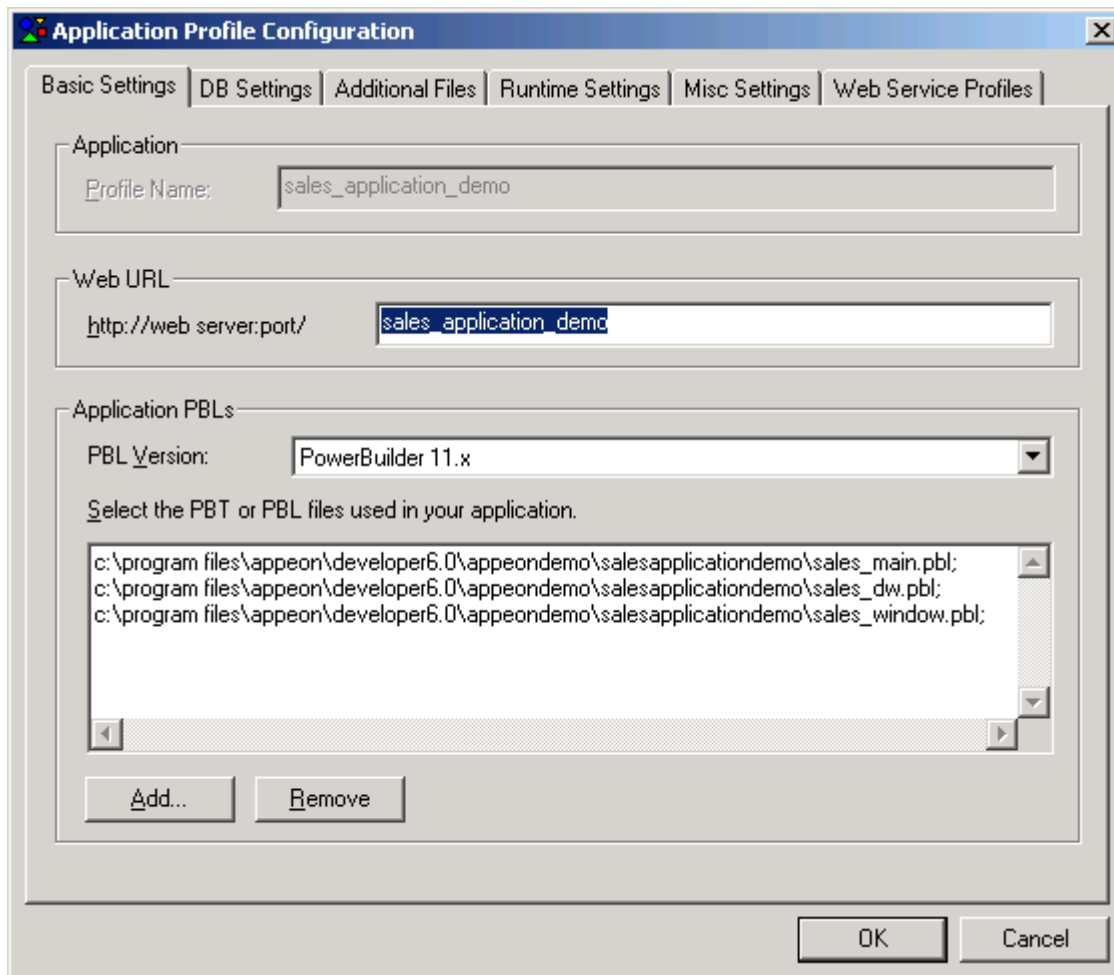 Application Profile Configuration
Basic Settings DB Settings Additional Files Runtime Settings Misc Settings Web Service Profiles
Application
Profile Name: sales_application_demo
Web URL
http://web server:port/ sales_application_demo
Application PBLs
PBL Version: PowerBuilder 11.x
Select the PBT or PBL files used in your application.
c:\program files\appeon\developer6.0\appeondemo\salesapplicationdemo\sales_main.pbl;
c:\program files\appeon\developer6.0\appeondemo\salesapplicationdemo\sales_dw.pbl;
c:\program files\appeon\developer6.0\appeondemo\salesapplicationdemo\sales_window.pbl;
Add... Remove
OK Cancel